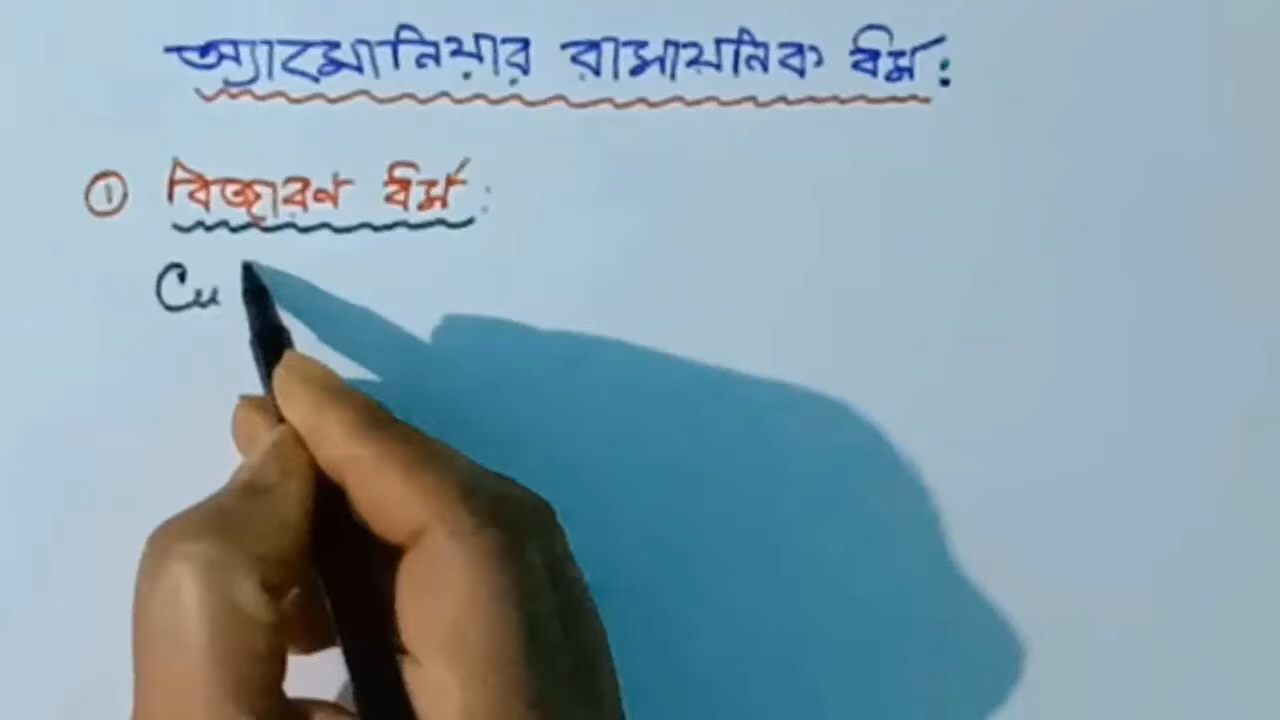 অ্যামোনিয়ার রাসায়নিক ধর্ম :
① বিজারণ ধর্ম :
Cu